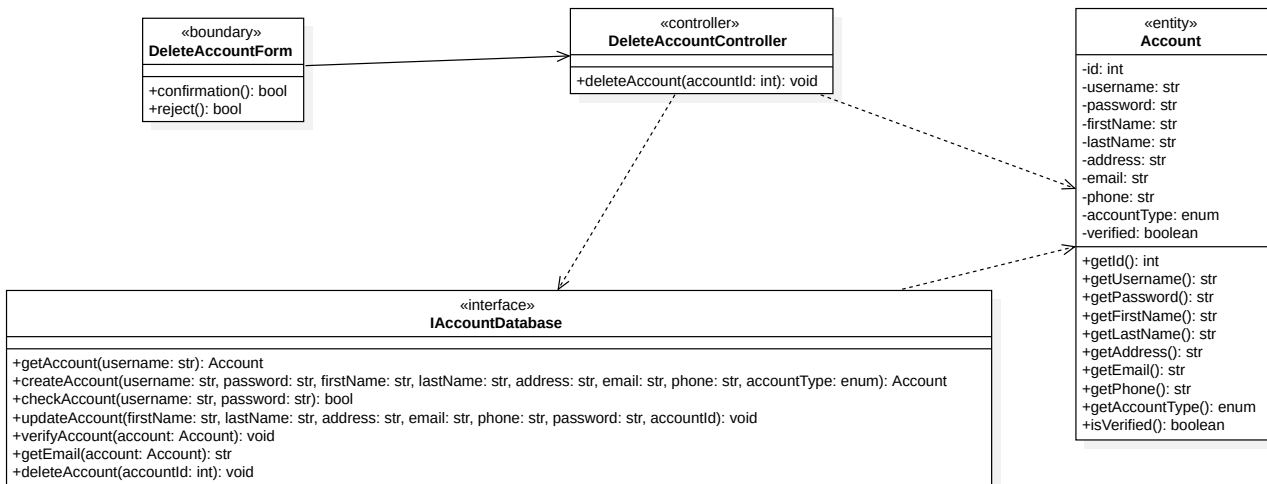 «boundary»
DeleteAccountForm
+confirmation(): bool
+reject(): bool
«controller»
DeleteAccountController
+deleteAccount(accountId: int): void
«entity»
Account
-id: int
-username: str
-password: str
-firstName: str
-lastName: str
-address: str
-email: str
-phone: str
-accountType: enum
-verified: boolean
+getId(): int
+getUsername(): str
+getPassword(): str
+getFirstName(): str
+getLastName(): str
+getAddress(): str
+getEmail(): str
+getPhone(): str
+getAccountType(): enum
+isVerified(): boolean
«interface»
IAccountDatabase
+getAccount(username: str): Account
+createAccount(username: str, password: str, firstName: str, lastName: str, address: str, email: str, phone: str, accountType: enum): Account
+checkAccount(username: str, password: str): bool
+updateAccount(firstName: str, lastName: str, address: str, email: str, phone: str, password: str, accountId): void
+verifyAccount(account: Account): void
+getEmail(account: Account): str
+deleteAccount(accountId: int): void